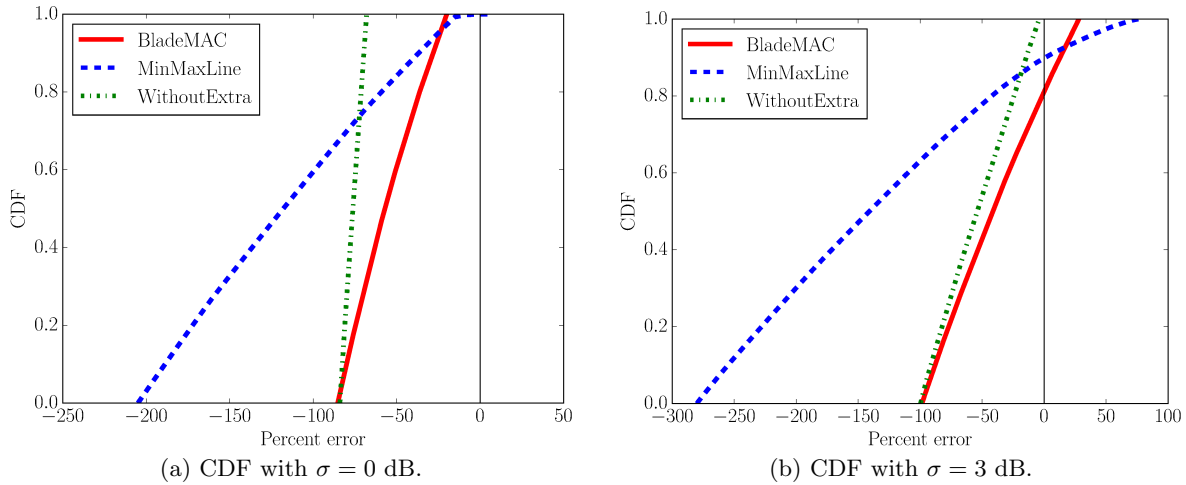 1.0
0.8
0.6
0.4
0.2
0.0
CDF
BladeMAC
MinMaxLine
WithoutExtra
−250 −200 −150 −100 −50 0 50
Percent error
(a) CDF with σ = 0 dB.
1.0
0.8
0.6
0.4
0.2
0.0
CDF
BladeMAC
MinMaxLine
WithoutExtra
−300 −250 −200 −150 −100 −50 0 50 100
Percent error
(b) CDF with σ = 3 dB.